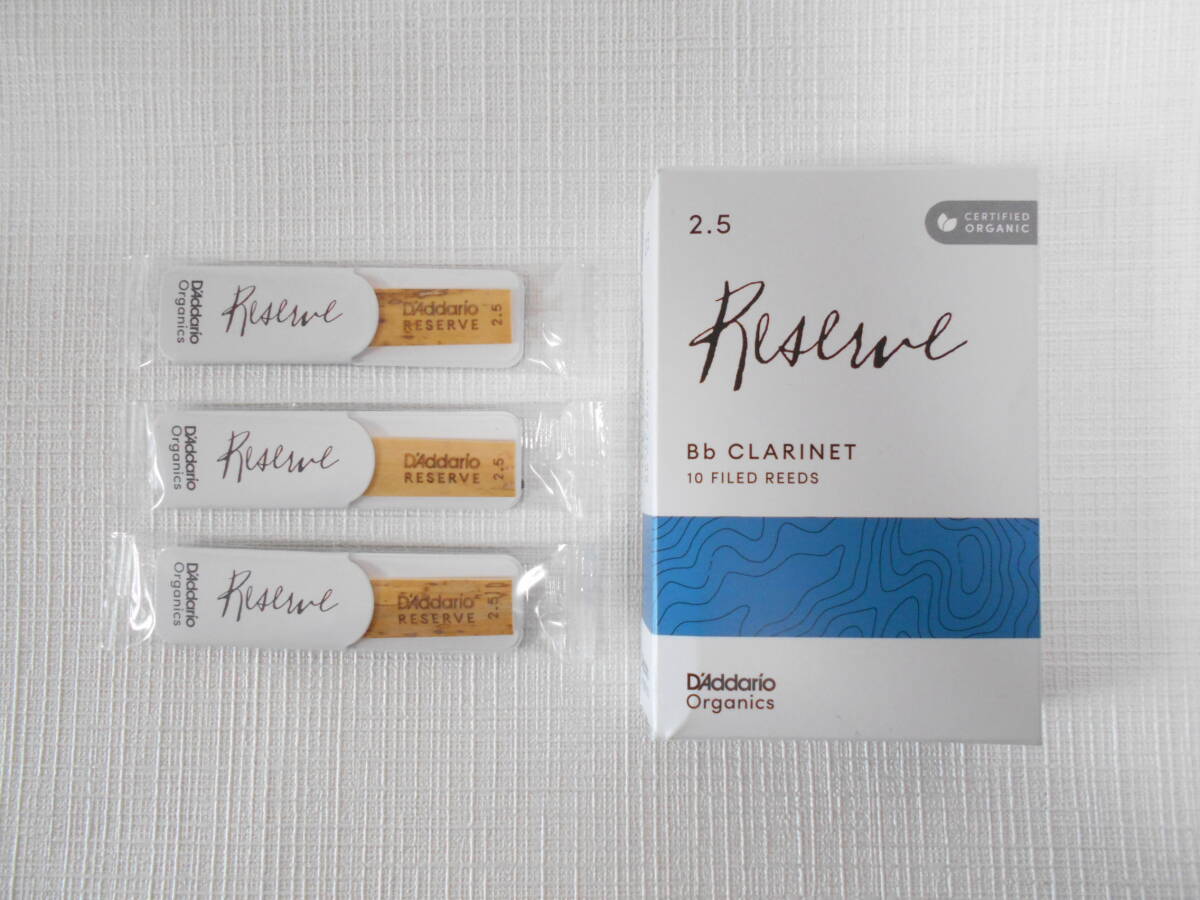 D'Addario
Organics
Reserve
D'Addario
RESERVE
2.5
D'Addario
Organics
Reserve
D'Addario
RESERVE
2.5
D'Addario
Organics
Reserve
D'Addario
RESERVE
2.5
2.5
CERTIFIED
ORGANIC
Reserve
Bb CLARINET
10 FILED REEDS
D'Addario
Organics